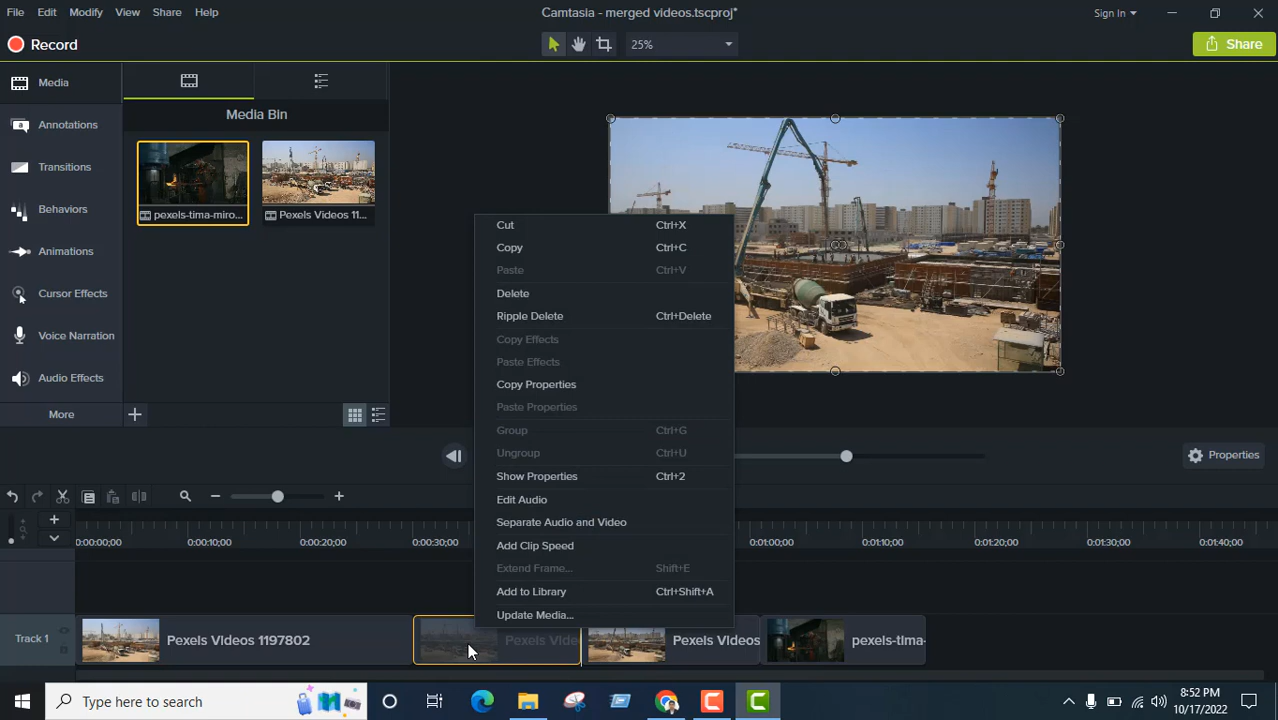 File Edit Modify View Share Help
Camtasia - merged videos.tscproj*
Sign In
Record
25%
Share
Media
Annotations
Transitions
Behaviors
Animations
Cursor Effects
Voice Narration
Audio Effects
More
Media Bin
pexels-tima-miro...
Pexels Videos 11...
Cut Ctrl+X
Copy Ctrl+C
Paste Ctrl+V
Delete
Ripple Delete Ctrl+Delete
Copy Effects
Paste Effects
Copy Properties
Paste Properties
Group Ctrl+G
Ungroup Ctrl+U
Show Properties Ctrl+2
Edit Audio
Separate Audio and Video
Add Clip Speed
Extend Frame... Shift+E
Add to Library Ctrl+Shift+A
Update Media...
Properties
0:00:00;00 0:00:10;00 0:00:20;00 0:00:30;00 0:01:00;00 0:01:10;00 0:01:20;00 0:01:30;00 0:01:40;00
Track 1
Pexels Videos 1197802
Pexels Vide
Pexels Videos
pexels-tima-
Type here to search
8:52 PM
10/17/2022